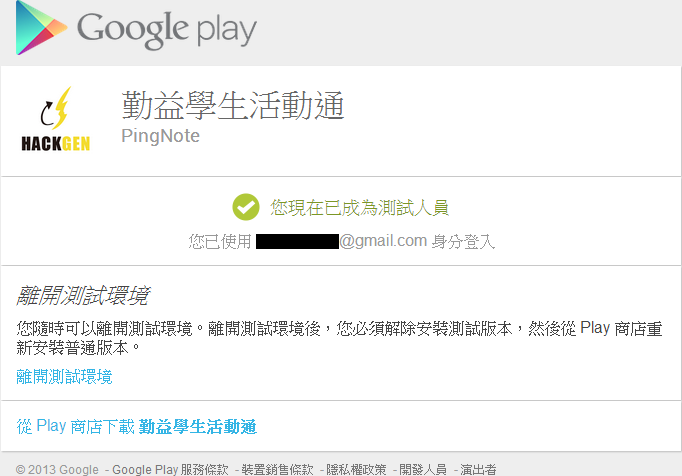 Google play
勤益學生活動通
PingNote
HACKGEN
您現在已成為測試人員
您已使用 @gmail.com 身分登入
離開測試環境
您隨時可以離開測試環境。離開測試環境後，您必須解除安裝測試版本，然後從 Play 商店重
新安裝普通版本。
離開測試環境
從 Play 商店下載 勤益學生活動通
© 2013 Google - Google Play 服務條款 - 裝置銷售條款 - 隱私權政策 - 開發人員 - 演出者